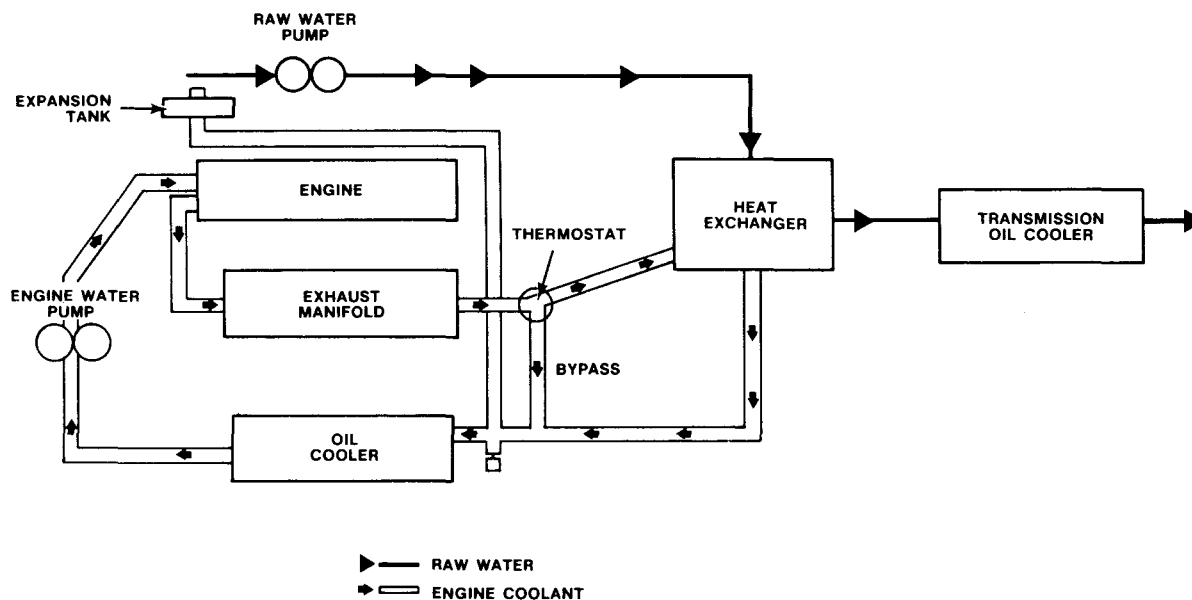 RAW WATER
PUMP
EXPANSION
TANK
ENGINE
HEAT
EXCHANGER
TRANSMISSION
OIL COOLER
THERMOSTAT
ENGINE WATER
PUMP
EXHAUST
MANIFOLD
BYPASS
OIL
COOLER
RAW WATER
ENGINE COOLANT